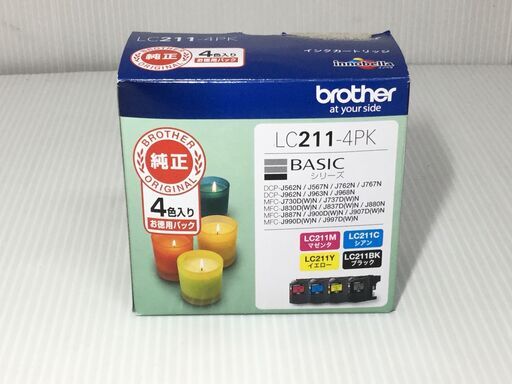 BROTHER
純正
ORIGINAL
4色入り
お徳用パック
インクカートリッジ
innobella
brother
at your side
LC211-4PK
BASIC
シリーズ
DCP-J562N / J567N / J762N / J767N
DCP-J962N / J963N / J968N
MFC-J730D(W)N / J737D(W)N
MFC-J830D(W)N / J837D(W)N / J880N
MFC-J887N / J900D(W)N / J907D(W)N
MFC-J990D(W)N / J997D(W)N
LC211M
マゼンタ
LC211C
シアン
LC211Y
イエロー
LC211BK
ブラック
BROTHER
純正
ORIGINAL
4色入り
お徳用パック